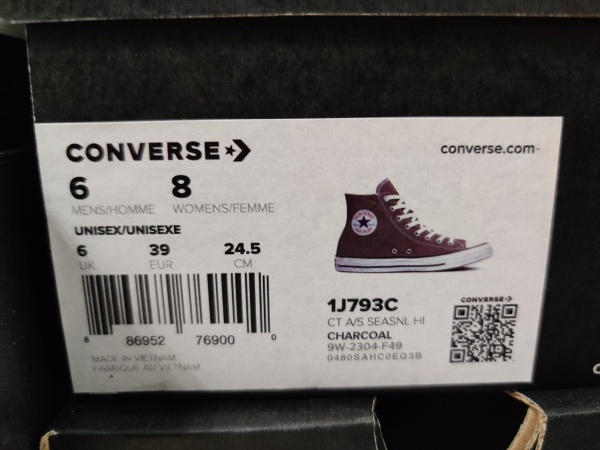 CONVERSE
converse.com
6 8
MENS/HOMME WOMENS/FEMME
UNISEX/UNISEXE
6 39 24.5
UK EUR CM
8 86952 76900 0
MADE IN VIETNAM
FABRIQUE AU VIETNAM
1J793C
CT A/S SEASNL HI
CHARCOAL
9W-2304-F49
0480SAHC0EQ3B
CONVERSE